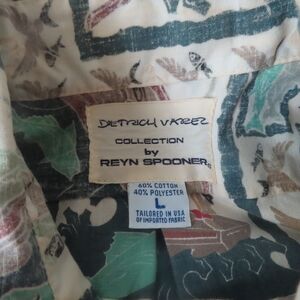 DIETRICH VAREZ
COLLECTION
by
REYN SPOONER®
60% COTTON
40% POLYESTER
L
TAILORED IN USA
OF IMPORTED FABRIC